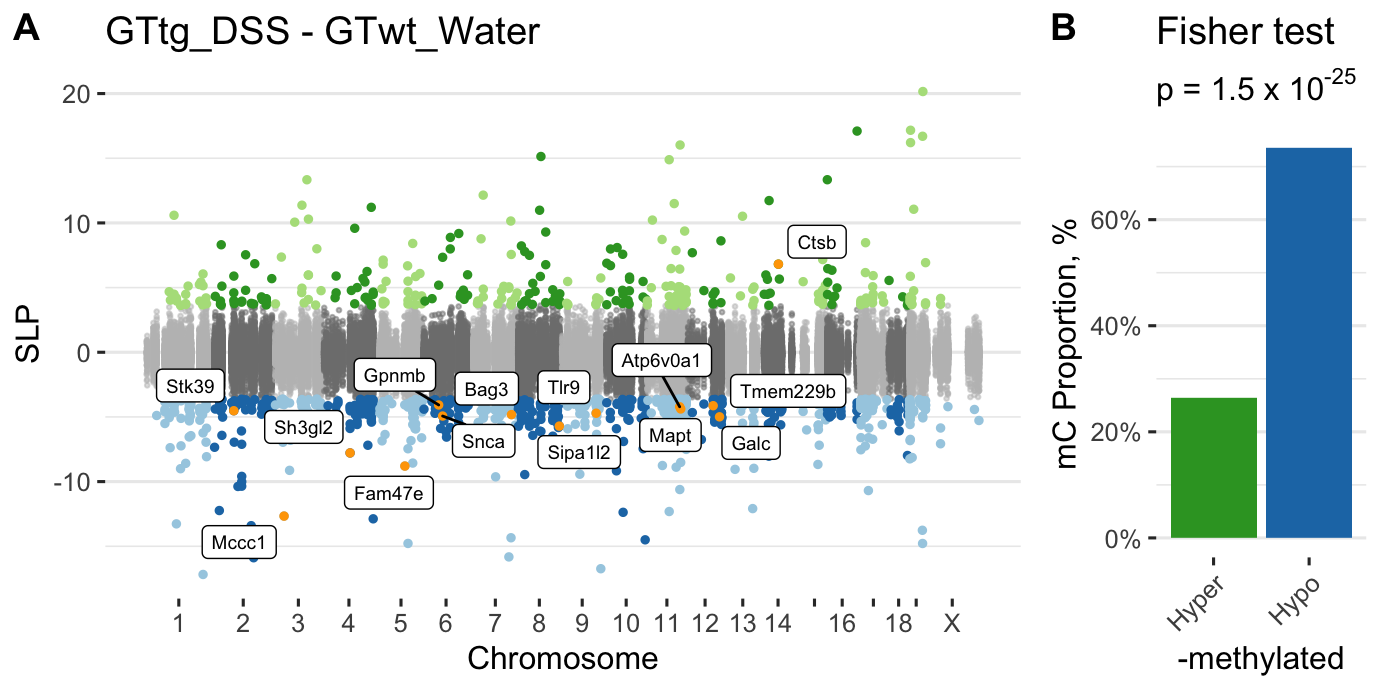 A
GTtg_DSS - GTwt_Water
SLP
20
10
0
-10
Ctsb
Stk39
Gpnmb
Bag3
Tlr9
Atp6v0a1
Tmem229b
Sh3gl2
Snca
Sipa1l2
Mapt
Galc
Fam47e
Mccc1
1 2 3 4 5 6 7 8 9 10 11 12 13 14 16 18 X
Chromosome
B
Fisher test
p = 1.5 x 10^-25
mC Proportion, %
60%
40%
20%
0%
Hyper
Hypo
-methylated